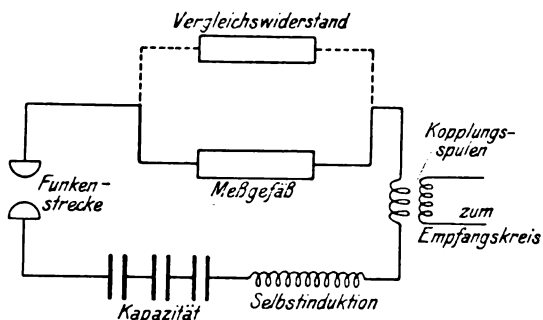 Vergleichswiderstand
Kopplungs-
spulen
Funken-
strecke
Meßgefäß
zum
Empfangskreis
Selbstinduktion
Kapazität